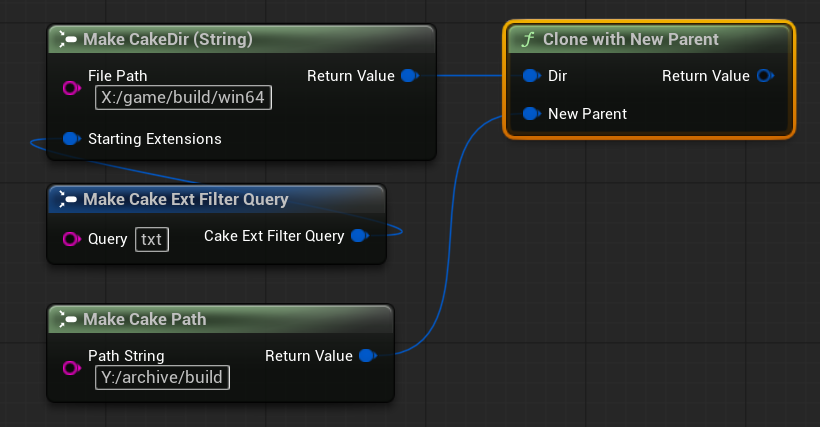 Make CakeDir (String)
File Path
Return Value
X:/game/build/win64
Starting Extensions
Make Cake Ext Filter Query
Query
txt
Cake Ext Filter Query
Make Cake Path
Path String
Return Value
Y:/archive/build
f Clone with New Parent
Dir
Return Value
New Parent